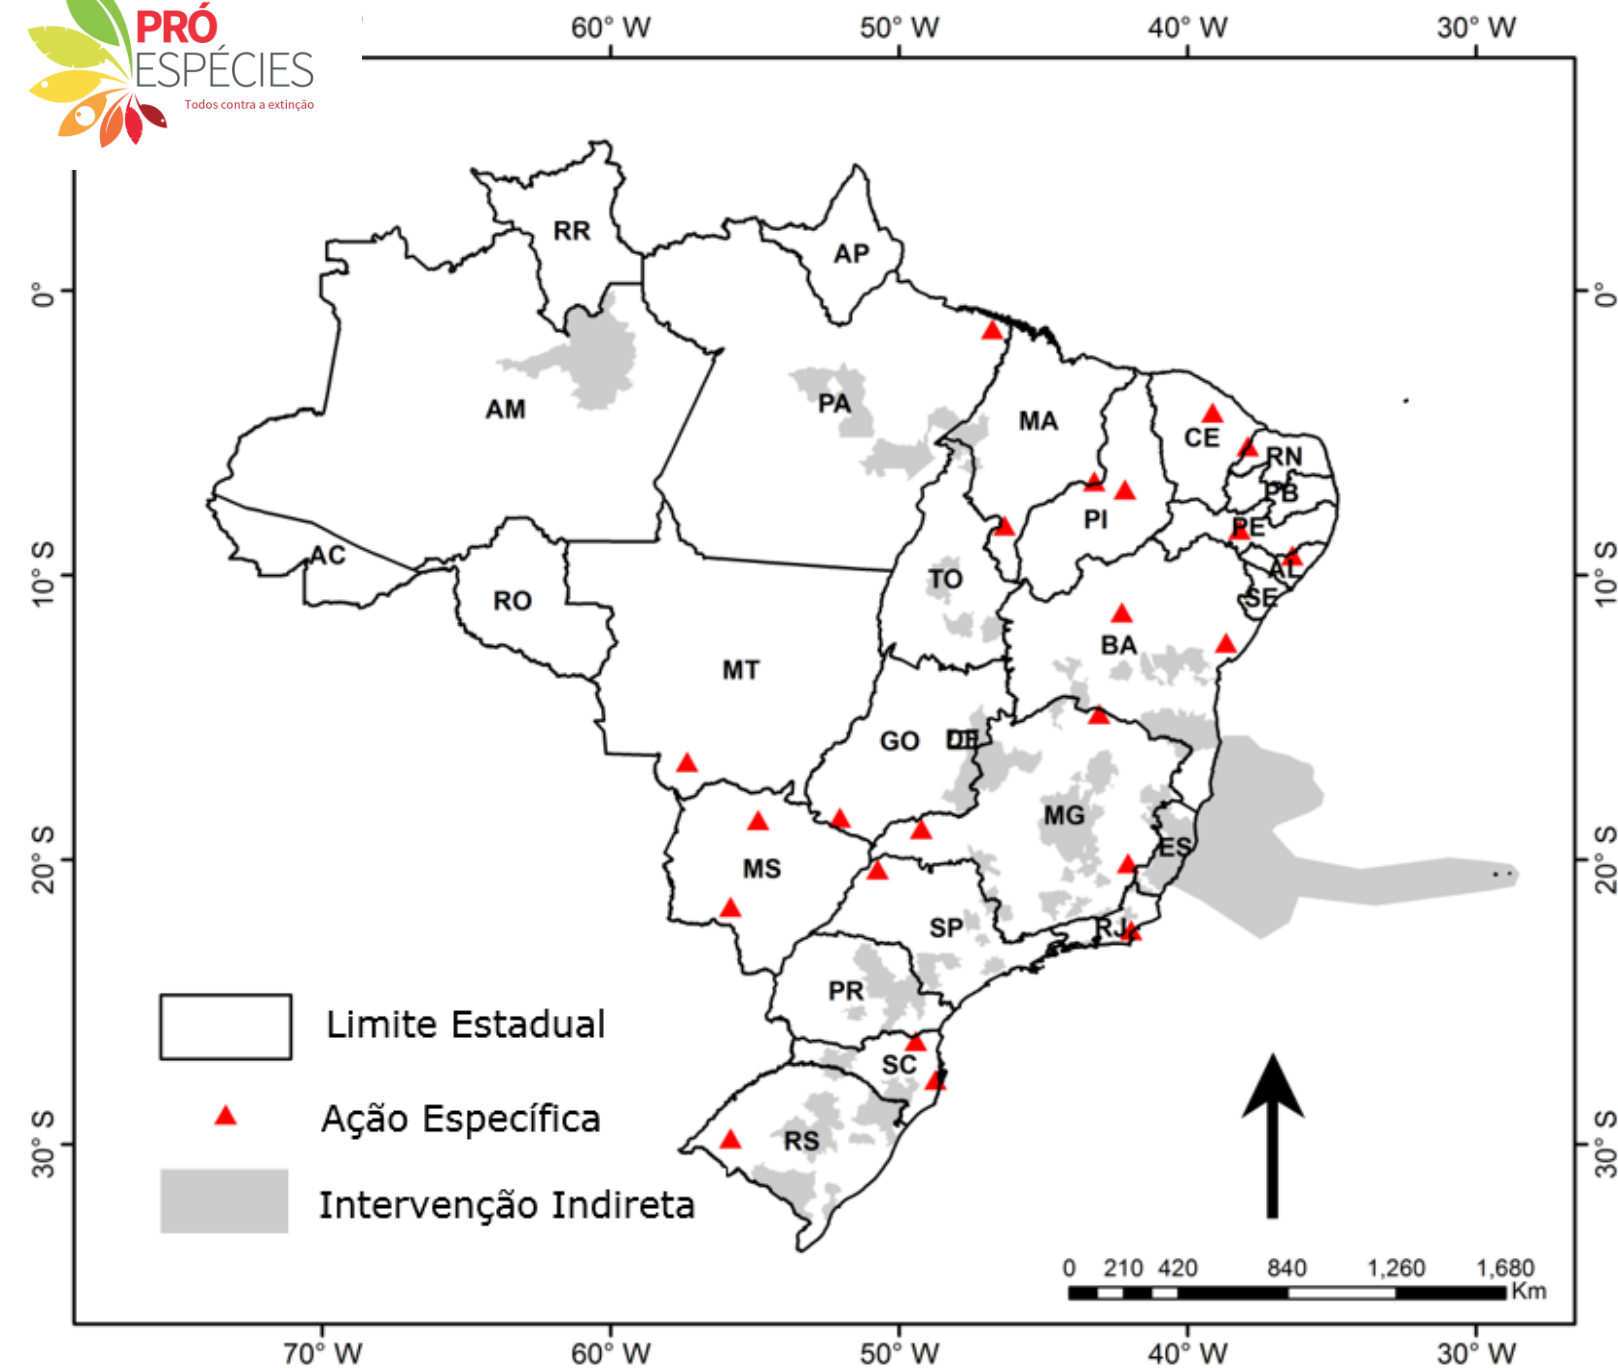 PRÓ
ESPÉCIES
Todos contra a extinção
60° W
50° W
40° W
30° W
RR
AP
0°
0°
PA
AM
MA
CE
RN
PB
PI
PE
AC
AL
TO
10° S
10° S
SE
RO
BA
MT
GO
DF
MG
ES
20° S
20° S
MS
SP
RJ
PR
Limite Estadual
SC
Ação Específica
RS
30° S
30° S
Intervenção Indireta
0 210 420 840 1,260 1,680
Km
70° W
60° W
50° W
40° W
30° W